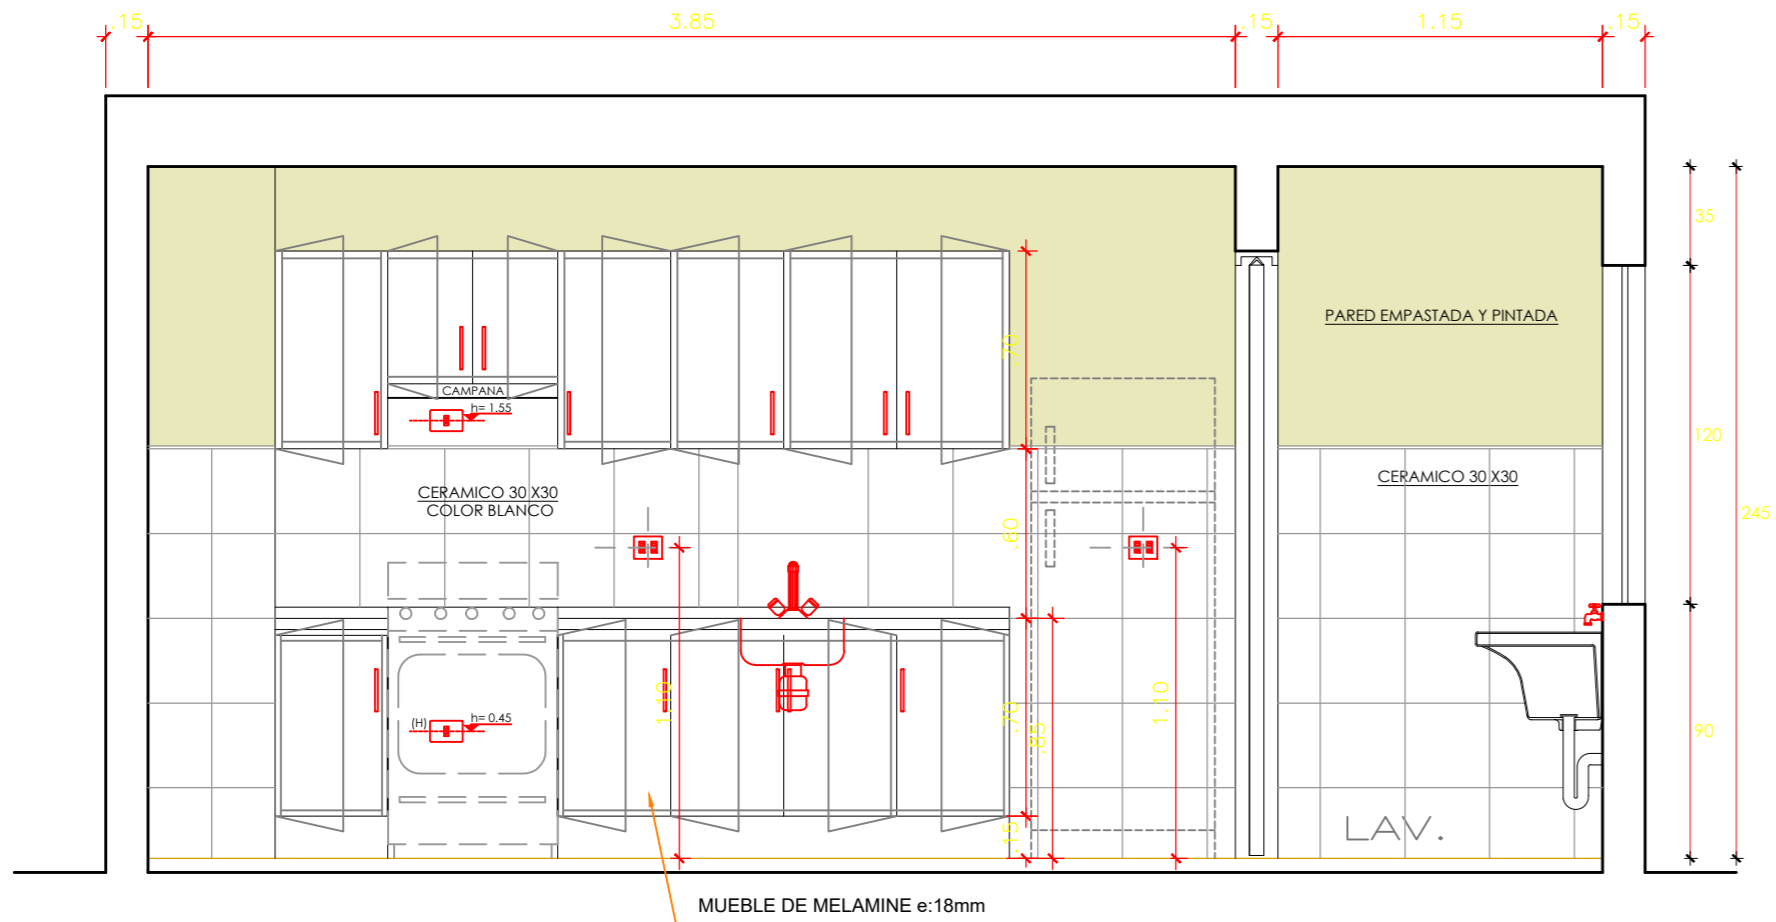 .15
3.85
.15
1.15
.15
35
PARED EMPASTADA Y PINTADA
.70
CAMPANA
h= 1.55
120
CERAMICO 30 X30
COLOR BLANCO
CERAMICO 30 X30
.60
245
(H)
h= 0.45
1.10
.70
.85
1.10
90
.15
LAV.
MUEBLE DE MELAMINE e:18mm